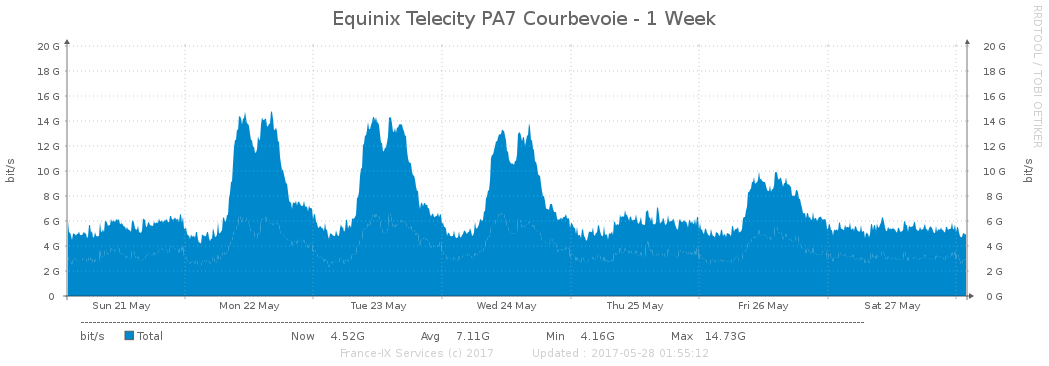 Equinix Telecity PA7 Courbevoie - 1 Week
RRDTOOL / TOBI OETIKER
bit/s
20 G 20 G
18 G 18 G
16 G 16 G
14 G 14 G
12 G 12 G
10 G 10 G
8 G 8 G
6 G 6 G
4 G 4 G
2 G 2 G
0 0 G
bit/s
Sun 21 May Mon 22 May Tue 23 May Wed 24 May Thu 25 May Fri 26 May Sat 27 May
bit/s Total Now 4.52G Avg 7.11G Min 4.16G Max 14.73G
France-IX Services (c) 2017 Updated : 2017-05-28 01:55:12